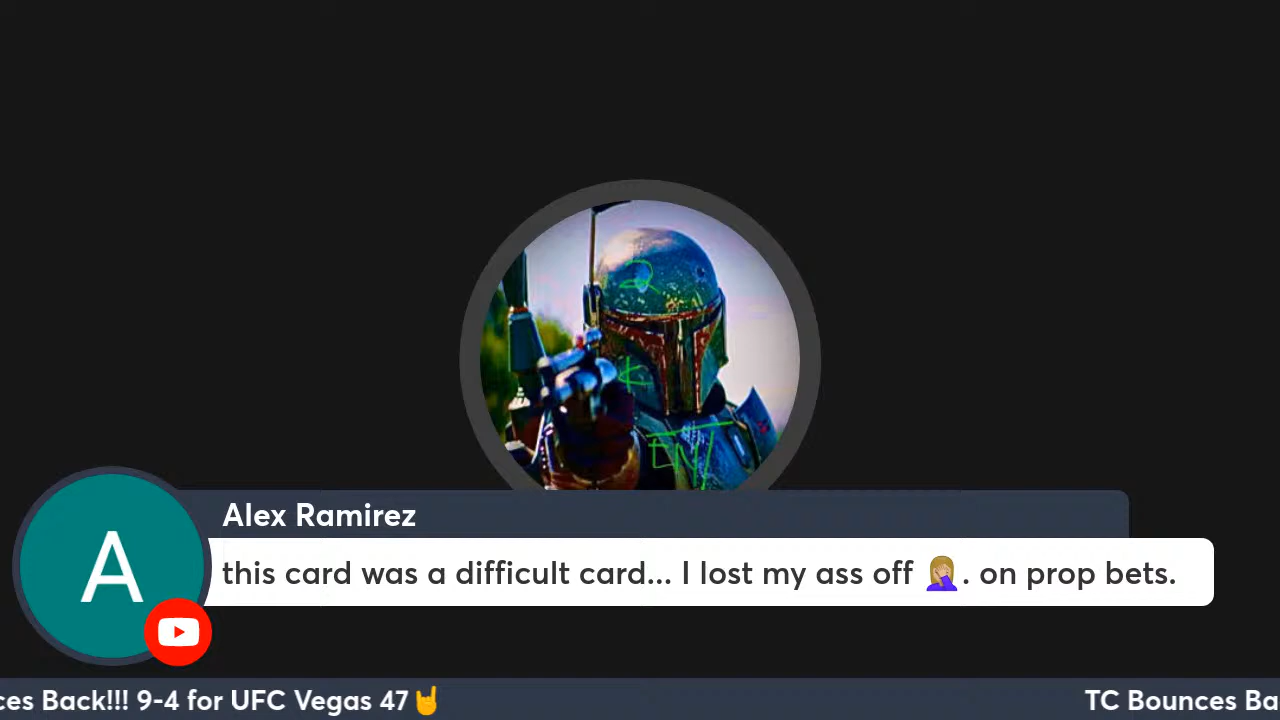 Alex Ramirez
A
this card was a difficult card... I lost my ass off 🤦🏼‍♀️. on prop bets.
ces Back!!! 9-4 for UFC Vegas 47🤘 TC Bounces Ba